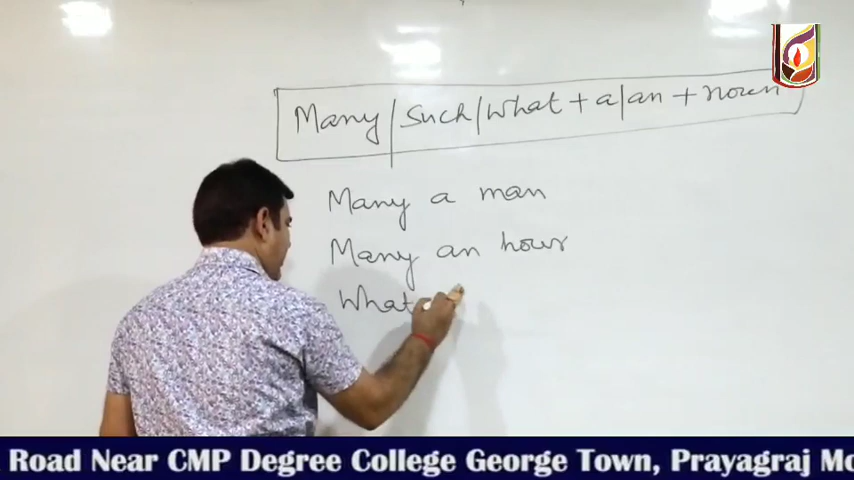 Many/Such/What + a/an + noun
Many a man
Many an hour
What
Road Near CMP Degree College George Town, Prayagraj Mo